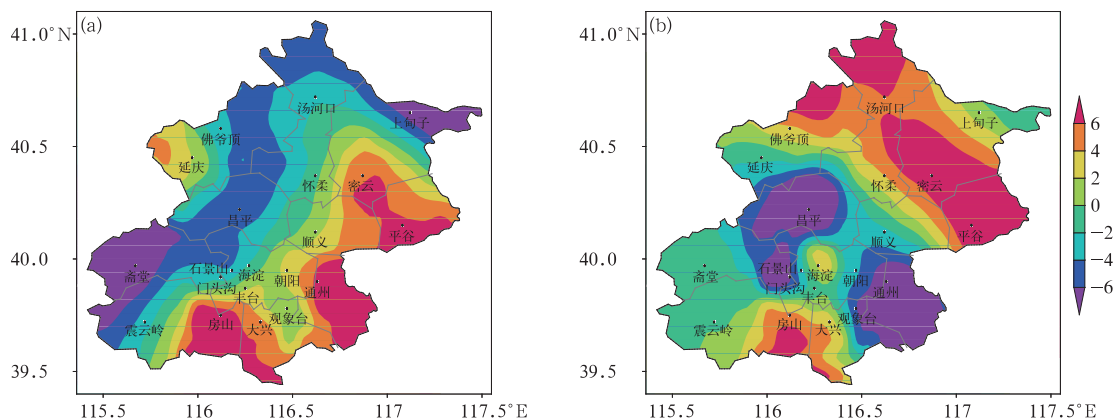 (a)
41.0°N
40.5
40.0
39.5
115.5
116
116.5
117
117.5°E
汤河口
上甸子
佛爷顶
延庆
怀柔
密云
昌平
顺义
平谷
斋堂
石景山
海淀
朝阳
门头沟
丰台
通州
观象台
房山
大兴
震云岭
(b)
41.0°N
40.5
40.0
39.5
115.5
116
116.5
117
117.5°E
汤河口
上甸子
佛爷顶
延庆
怀柔
密云
昌平
顺义
平谷
斋堂
石景山
海淀
朝阳
门头沟
丰台
通州
观象台
房山
大兴
震云岭
6
4
2
0
−2
−4
−6